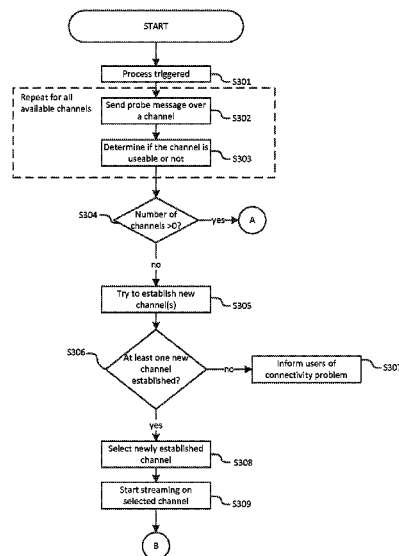 START
Process triggered
S301
Repeat for all
available channels
Send probe message over
a channel
S302
Determine if the channel is
useable or not
S303
S304
Number of
channels >0?
yes
A
no
Try to establish new
channel(s)
S305
S306
At least one new
channel
established?
no
Inform users of
connectivity problem
S307
yes
Select newly established
channel
S308
Start streaming on
selected channel
S309
B